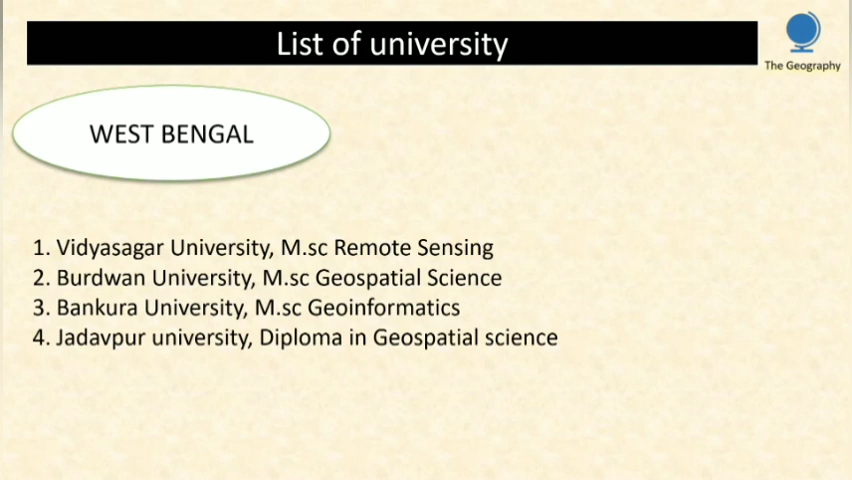 List of university
The Geography
WEST BENGAL
1. Vidyasagar University, M.sc Remote Sensing
2. Burdwan University, M.sc Geospatial Science
3. Bankura University, M.sc Geoinformatics
4. Jadavpur university, Diploma in Geospatial science